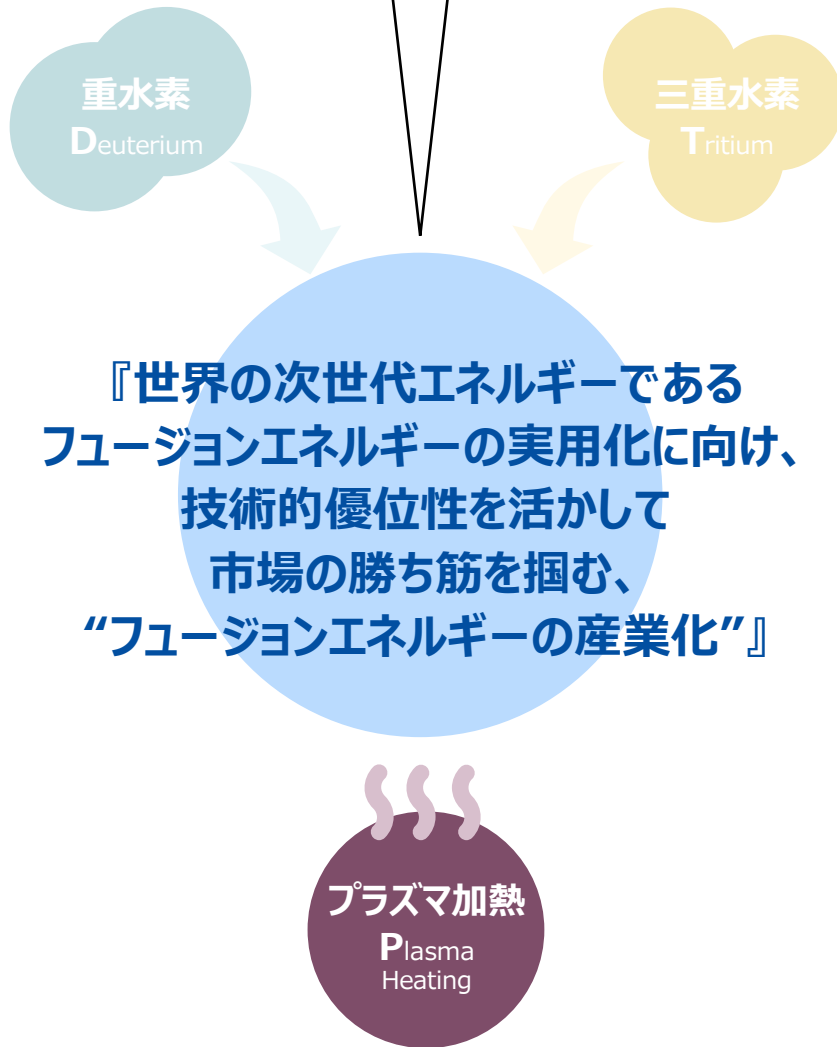 重水素
Deuterium
三重水素
Tritium
『世界の次世代エネルギーである
フュージョンエネルギーの実用化に向け、
技術的優位性を活かして
市場の勝ち筋を掴む、
“フュージョンエネルギーの産業化”』
プラズマ加熱
Plasma
Heating